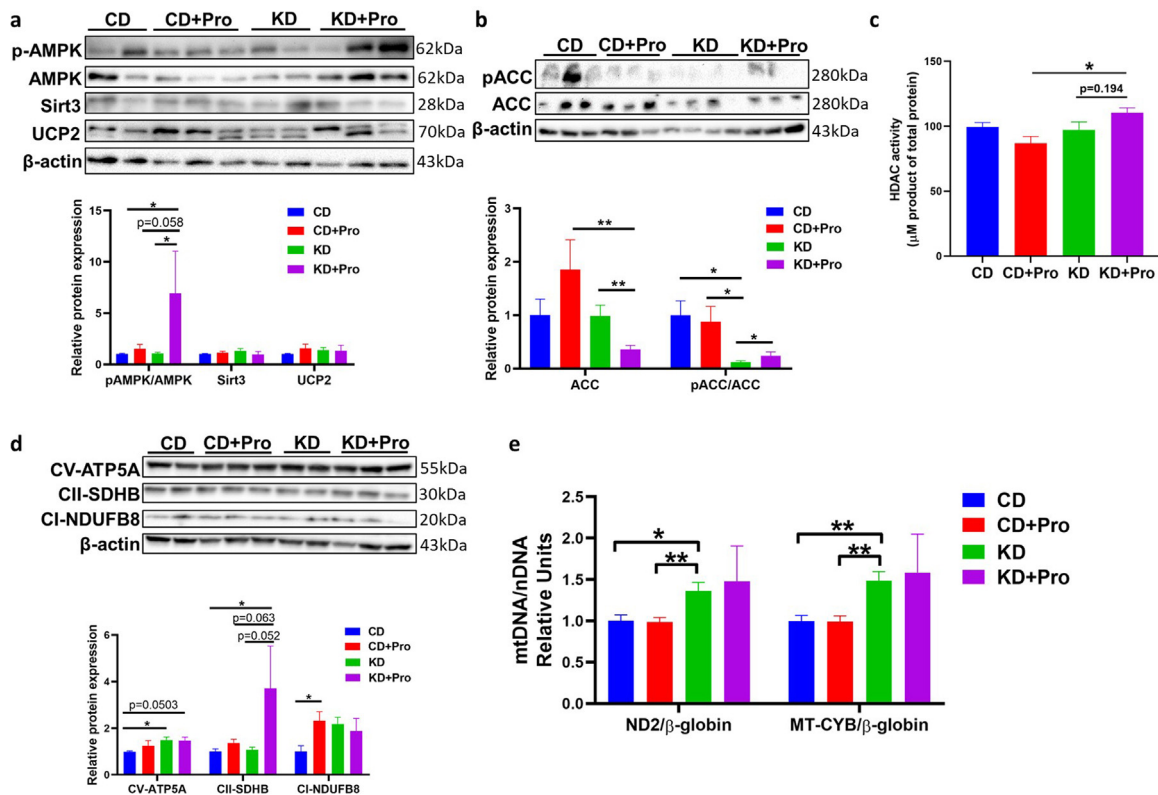 a
CD CD+Pro KD KD+Pro
p-AMPK 62kDa
AMPK 62kDa
Sirt3 28kDa
UCP2 70kDa
β-actin 43kDa
Relative protein expression
15
10
5
0
*
p=0.058
*
CD
CD+Pro
KD
KD+Pro
pAMPK/AMPK Sirt3 UCP2
b
CD CD+Pro KD KD+Pro
pACC 280kDa
ACC 280kDa
β-actin 43kDa
Relative protein expression
3
2
1
0
**
**
*
*
*
CD
CD+Pro
KD
KD+Pro
ACC pACC/ACC
c
HDAC activity
(μM product of total protein)
150
100
50
0
*
p=0.194
CD CD+Pro KD KD+Pro
d
CD CD+Pro KD KD+Pro
CV-ATP5A 55kDa
CII-SDHB 30kDa
CI-NDUFB8 20kDa
β-actin 43kDa
Relative protein expression
6
4
2
0
p=0.0503
*
*
p=0.063
p=0.052
*
CD
CD+Pro
KD
KD+Pro
CV-ATP5A CII-SDHB CI-NDUFB8
e
mtDNA/nDNA
Relative Units
2.5
2.0
1.5
1.0
0.5
0.0
*
**
**
**
CD
CD+Pro
KD
KD+Pro
ND2/β-globin MT-CYB/β-globin